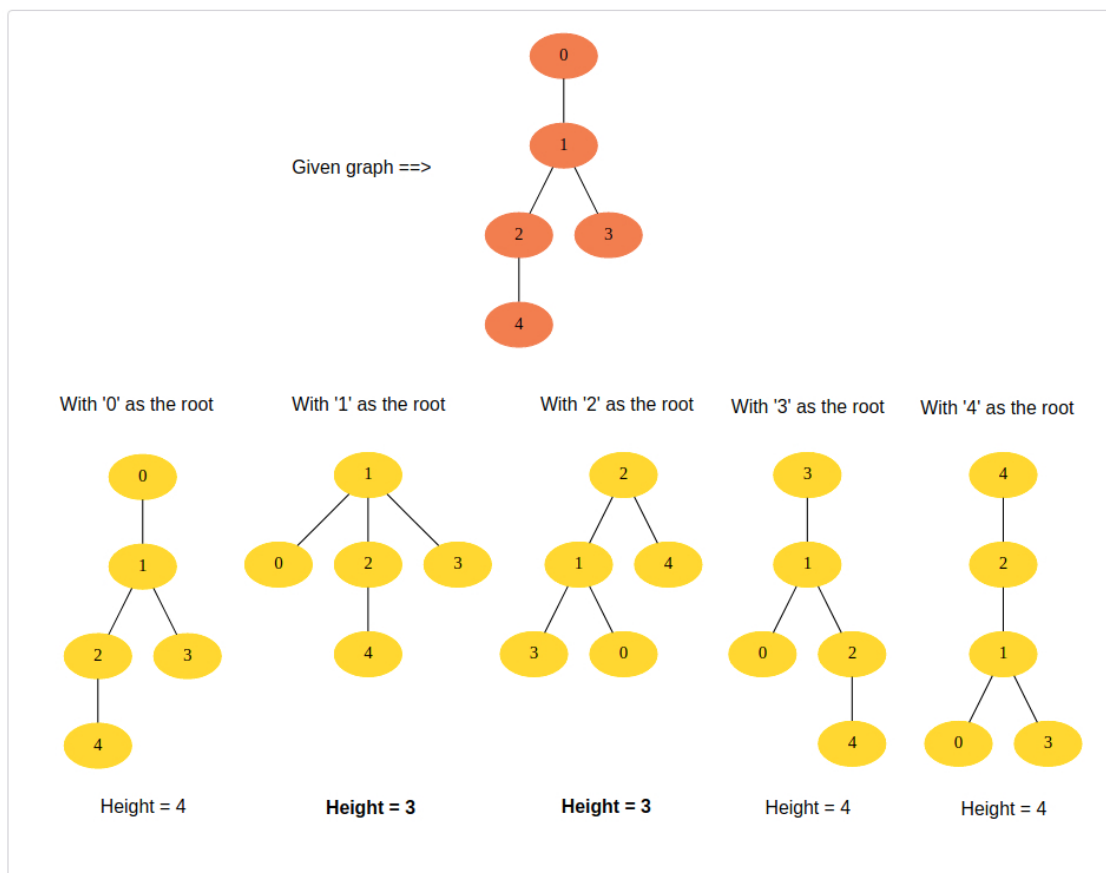 0
1
Given graph ==>
2 3
4
With '0' as the root With '1' as the root With '2' as the root With '3' as the root With '4' as the root
0 1 2 3 4
1 0 2 3 1 4 1 2
2 3 4 3 0 0 2 1
4 4 0 3
Height = 4 Height = 3 Height = 3 Height = 4 Height = 4